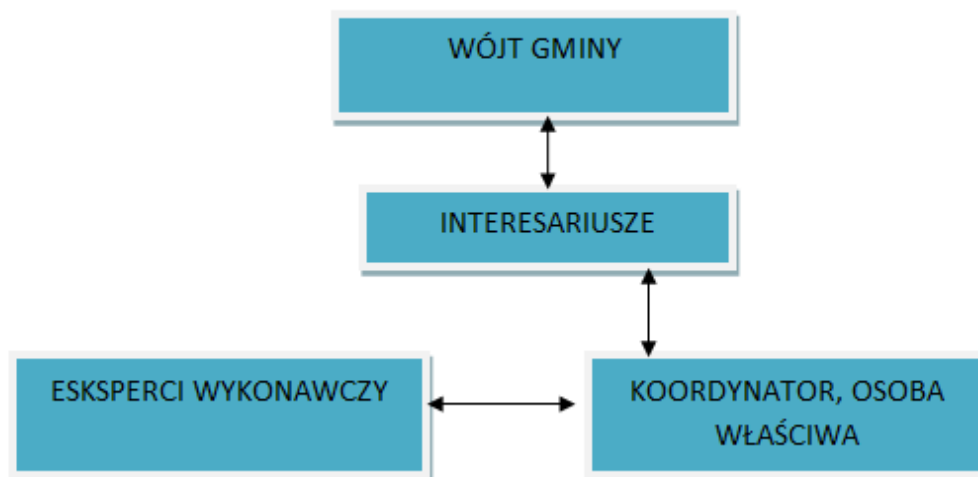 WÓJT GMINY
INTERESARIUSZE
ESKSPERCI WYKONAWCZY
KOORDYNATOR, OSOBA
WŁAŚCIWA